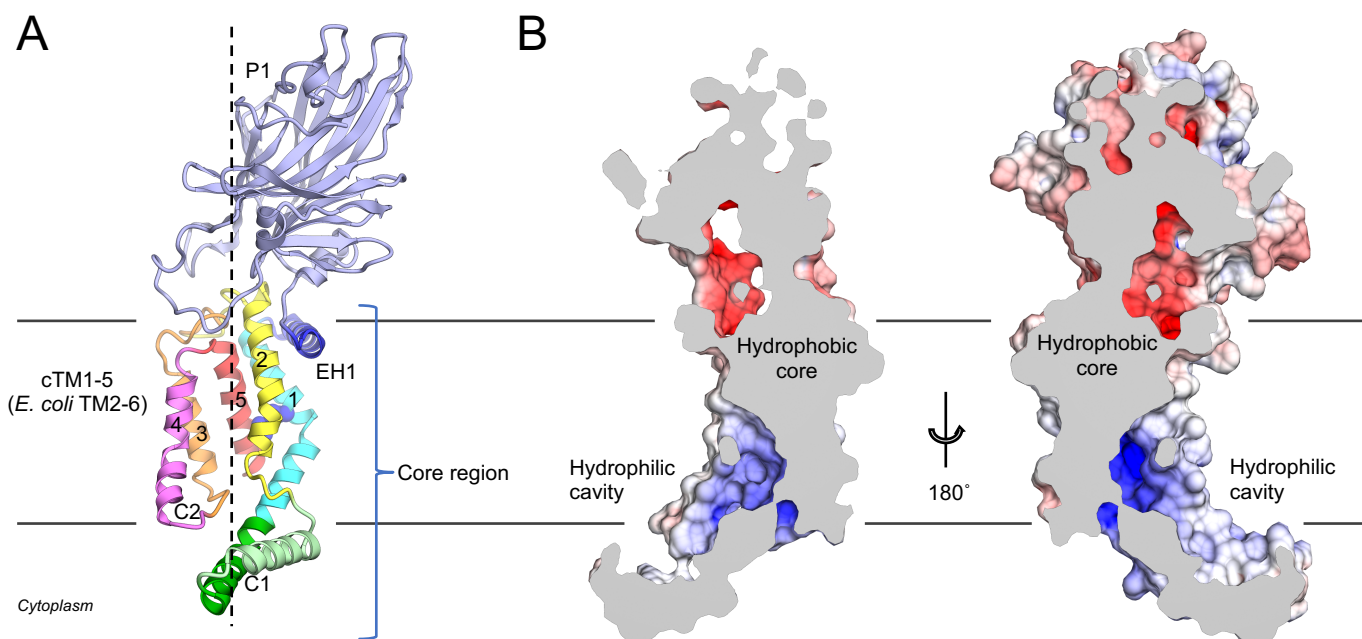 A
P1
2
EH1
cTM1-5
(E. coli TM2-6)
5
1
4
3
Core region
C2
C1
Cytoplasm
B
Hydrophobic
core
Hydrophobic
core
Hydrophilic
cavity
180°
Hydrophilic
cavity